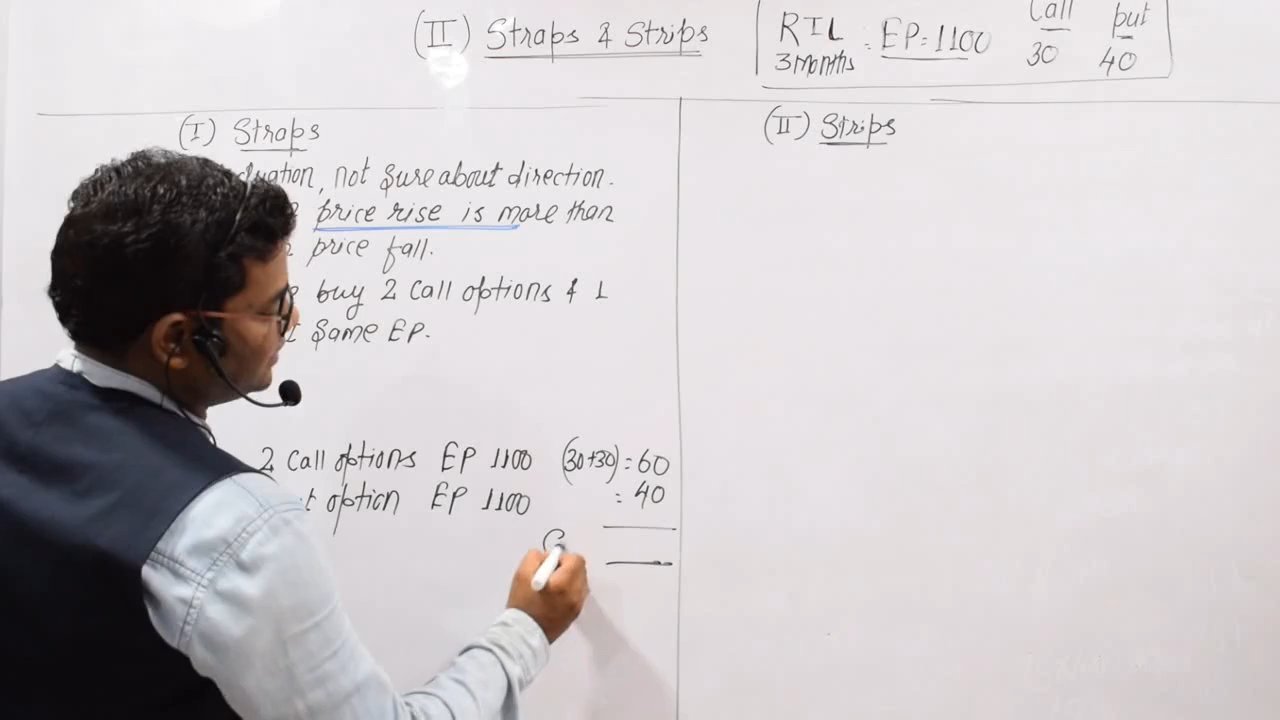 (II) Straps & Strips
RIL : EP = 1100
3 months
Call put
30 40
(I) Straps
, not sure about direction.
price rise is more than
price fall.
buy 2 call options & 1
same EP.
2 call options EP 1100 (30+30) = 60
option EP 1100 = 40
(II) Strips